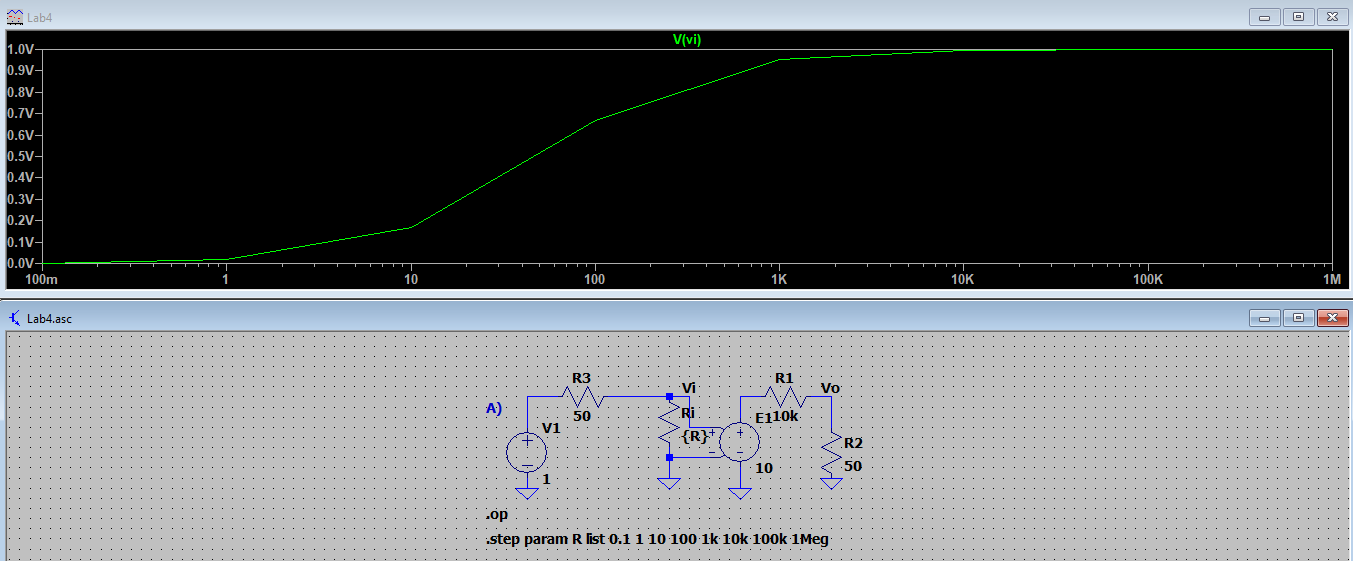 Lab4
V(vi)
1.0V
0.9V
0.8V
0.7V
0.6V
0.5V
0.4V
0.3V
0.2V
0.1V
0.0V
100m 1 10 100 1K 10K 100K 1M
Lab4.asc
R3 Vi R1 Vo
A) 50 Ri E1 10k
V1 {R} R2
1 10 50
.op
.step param R list 0.1 1 10 100 1k 10k 100k 1Meg